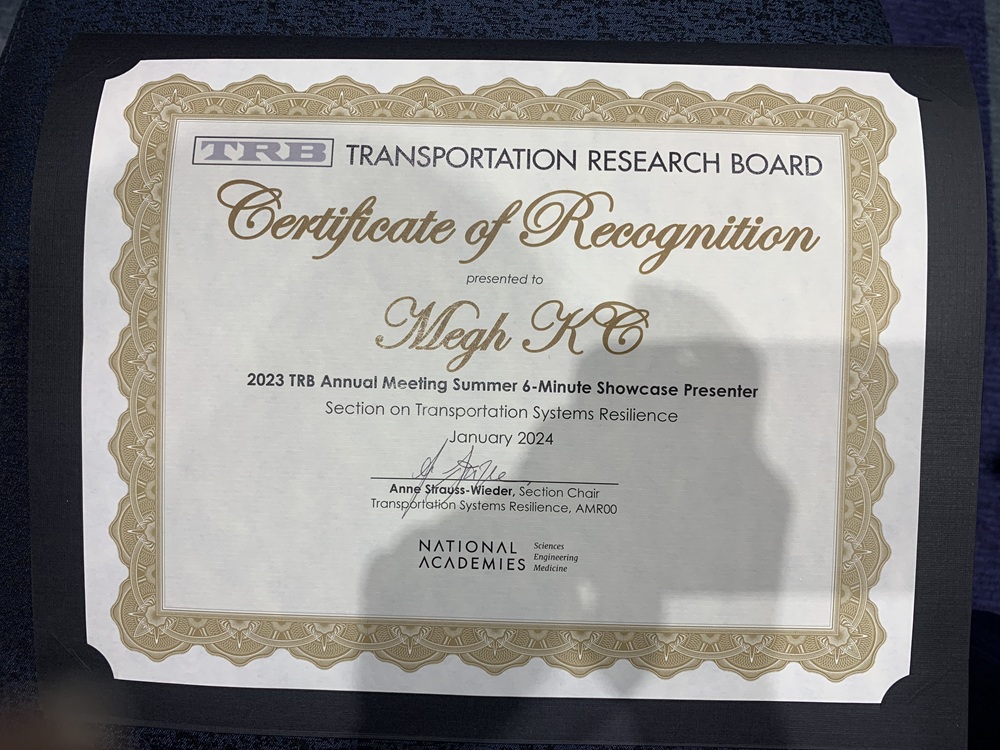 TRB TRANSPORTATION RESEARCH BOARD
Certificate of Recognition
presented to
Megh KC
2023 TRB Annual Meeting Summer 6-Minute Showcase Presenter
Section on Transportation Systems Resilience
January 2024
Anne Strauss-Wieder, Section Chair
Transportation Systems Resilience, AMR00
NATIONAL ACADEMIES
Sciences
Engineering
Medicine